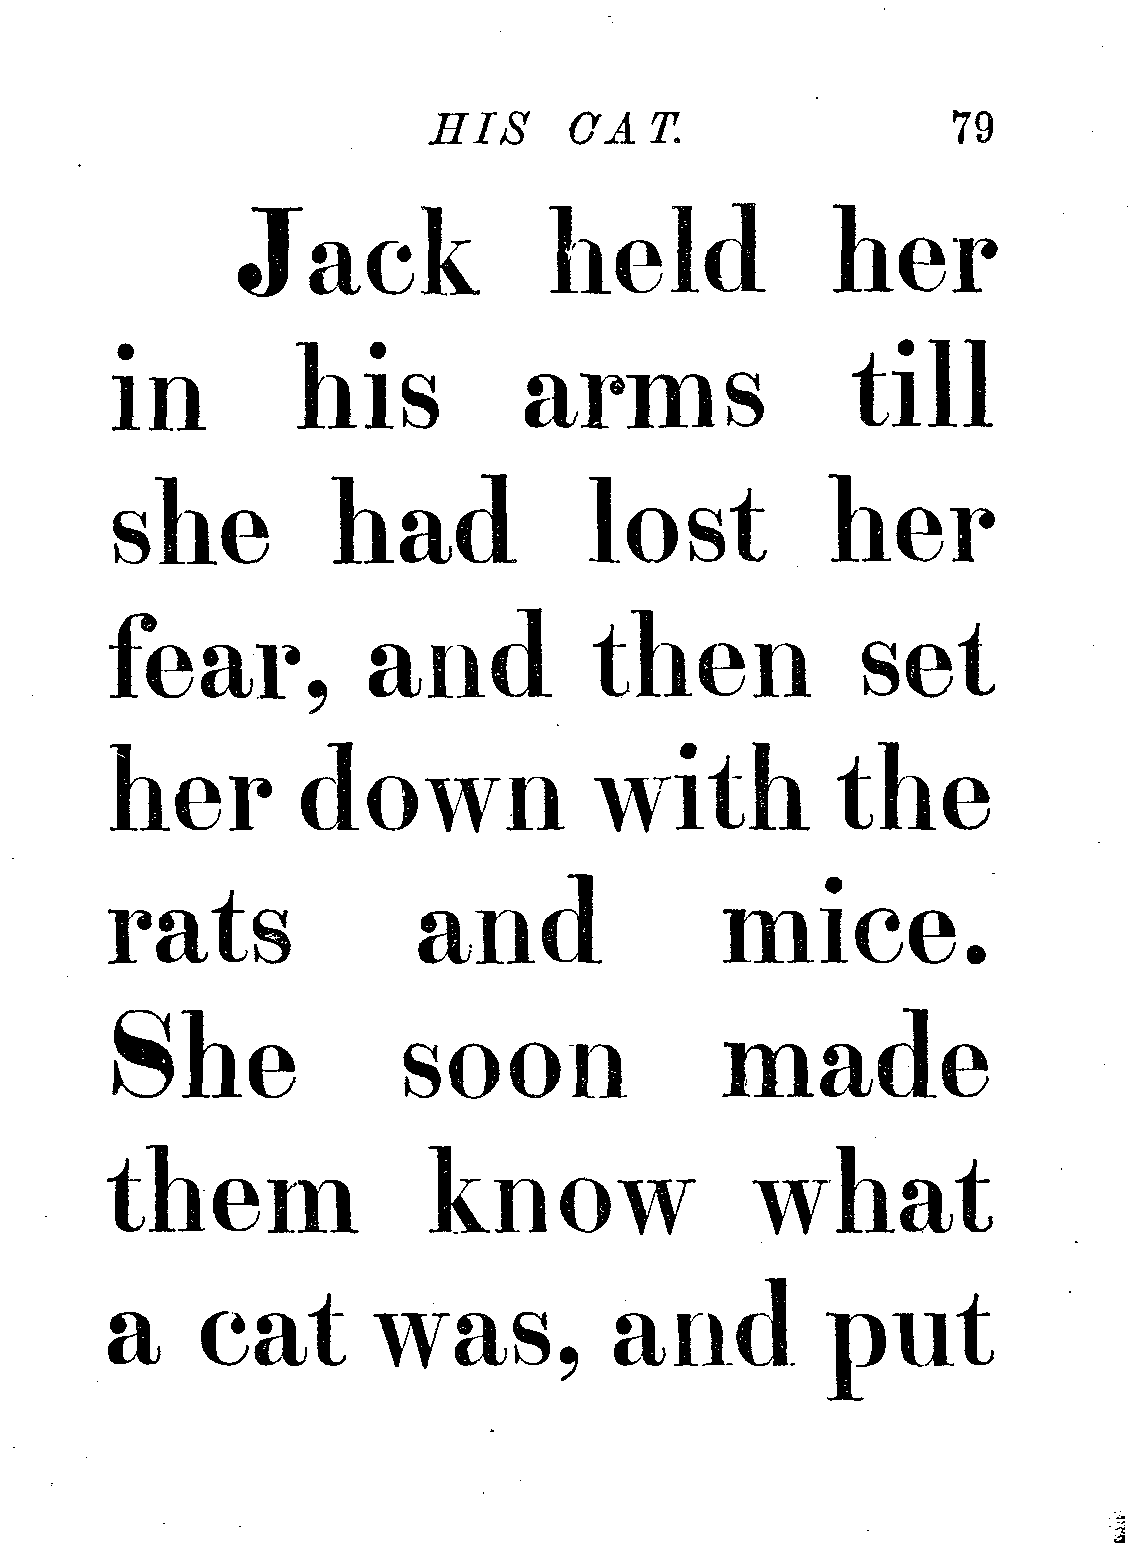 HIS CAT. 79
Jack held her
in his arms till
she had lost her
fear, and then set
her down with the
rats and mice.
She soon made
them know what
a cat was, and put